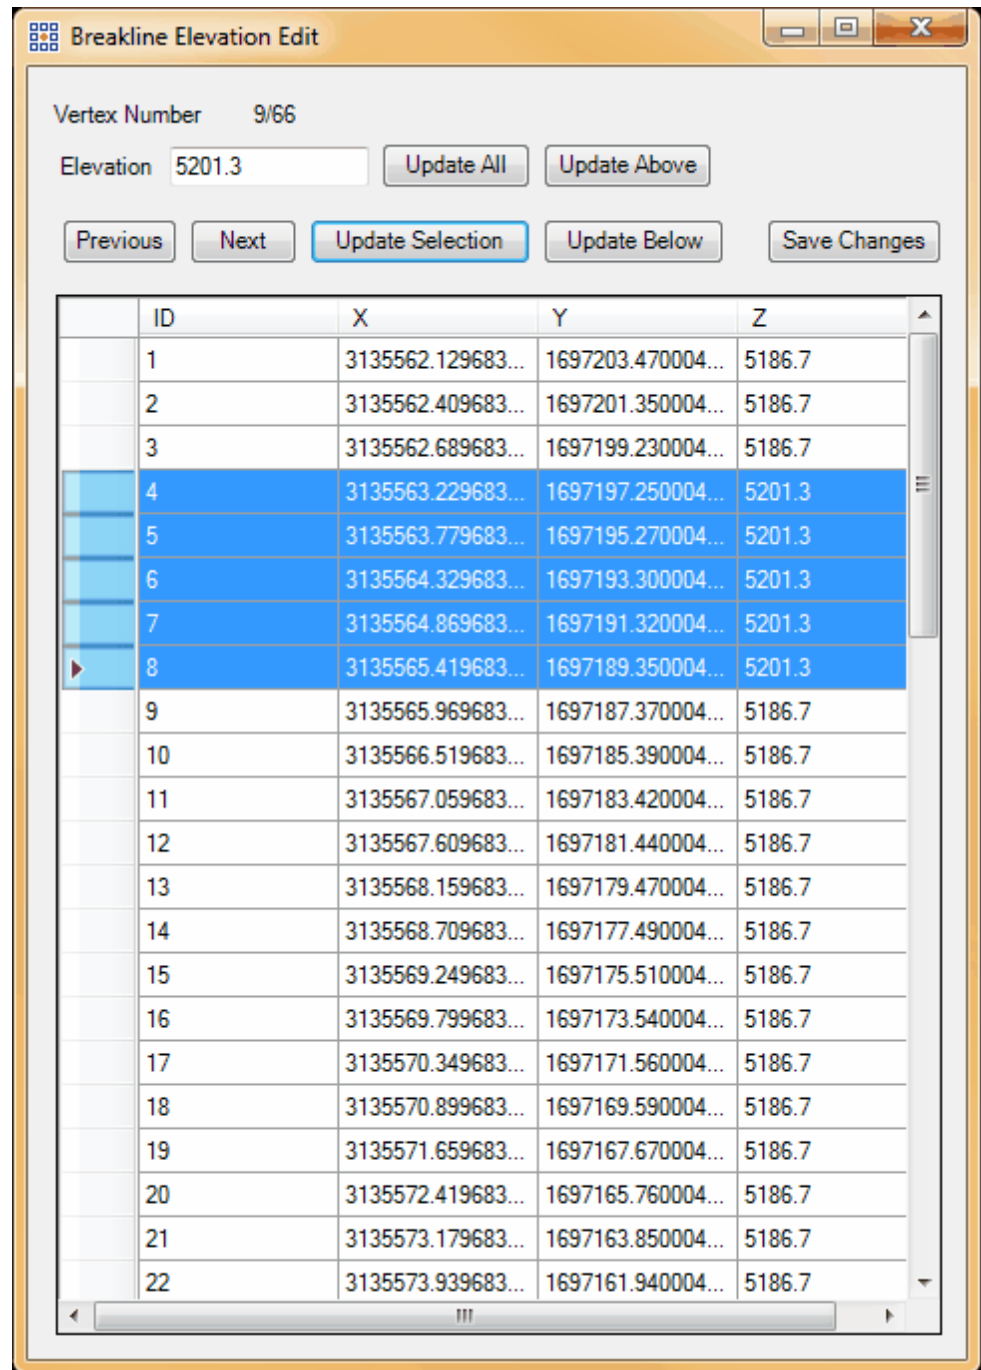 Breakline Elevation Edit
Vertex Number 9/66
Elevation 5201.3 Update All Update Above
Previous Next Update Selection Update Below Save Changes
ID X Y Z
1 3135562.129683... 1697203.470004... 5186.7
2 3135562.409683... 1697201.350004... 5186.7
3 3135562.689683... 1697199.230004... 5186.7
4 3135563.229683... 1697197.250004... 5201.3
5 3135563.779683... 1697195.270004... 5201.3
6 3135564.329683... 1697193.300004... 5201.3
7 3135564.869683... 1697191.320004... 5201.3
8 3135565.419683... 1697189.350004... 5201.3
9 3135565.969683... 1697187.370004... 5186.7
10 3135566.519683... 1697185.390004... 5186.7
11 3135567.059683... 1697183.420004... 5186.7
12 3135567.609683... 1697181.440004... 5186.7
13 3135568.159683... 1697179.470004... 5186.7
14 3135568.709683... 1697177.490004... 5186.7
15 3135569.249683... 1697175.510004... 5186.7
16 3135569.799683... 1697173.540004... 5186.7
17 3135570.349683... 1697171.560004... 5186.7
18 3135570.899683... 1697169.590004... 5186.7
19 3135571.659683... 1697167.670004... 5186.7
20 3135572.419683... 1697165.760004... 5186.7
21 3135573.179683... 1697163.850004... 5186.7
22 3135573.939683... 1697161.940004... 5186.7